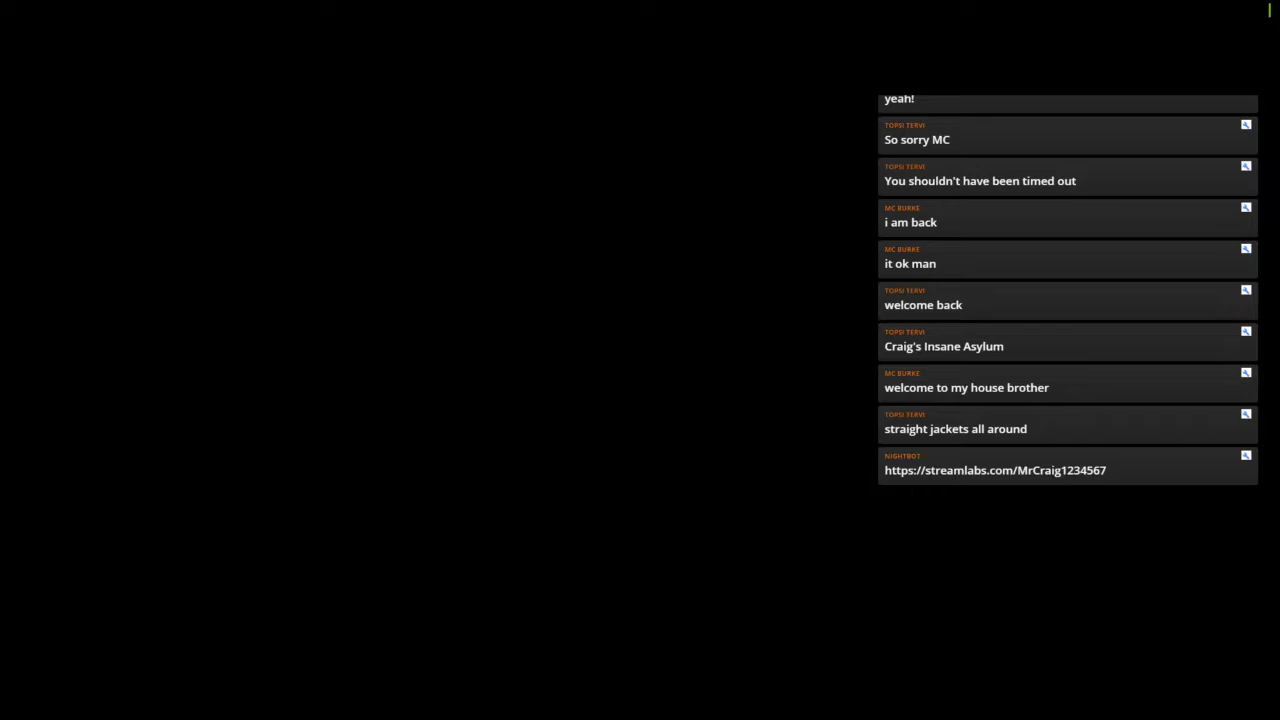 yeah!
TOPSI TERVI
So sorry MC
TOPSI TERVI
You shouldn't have been timed out
MC BURKE
i am back
MC BURKE
it ok man
TOPSI TERVI
welcome back
TOPSI TERVI
Craig's Insane Asylum
MC BURKE
welcome to my house brother
TOPSI TERVI
straight jackets all around
NIGHTBOT
https://streamlabs.com/MrCraig1234567